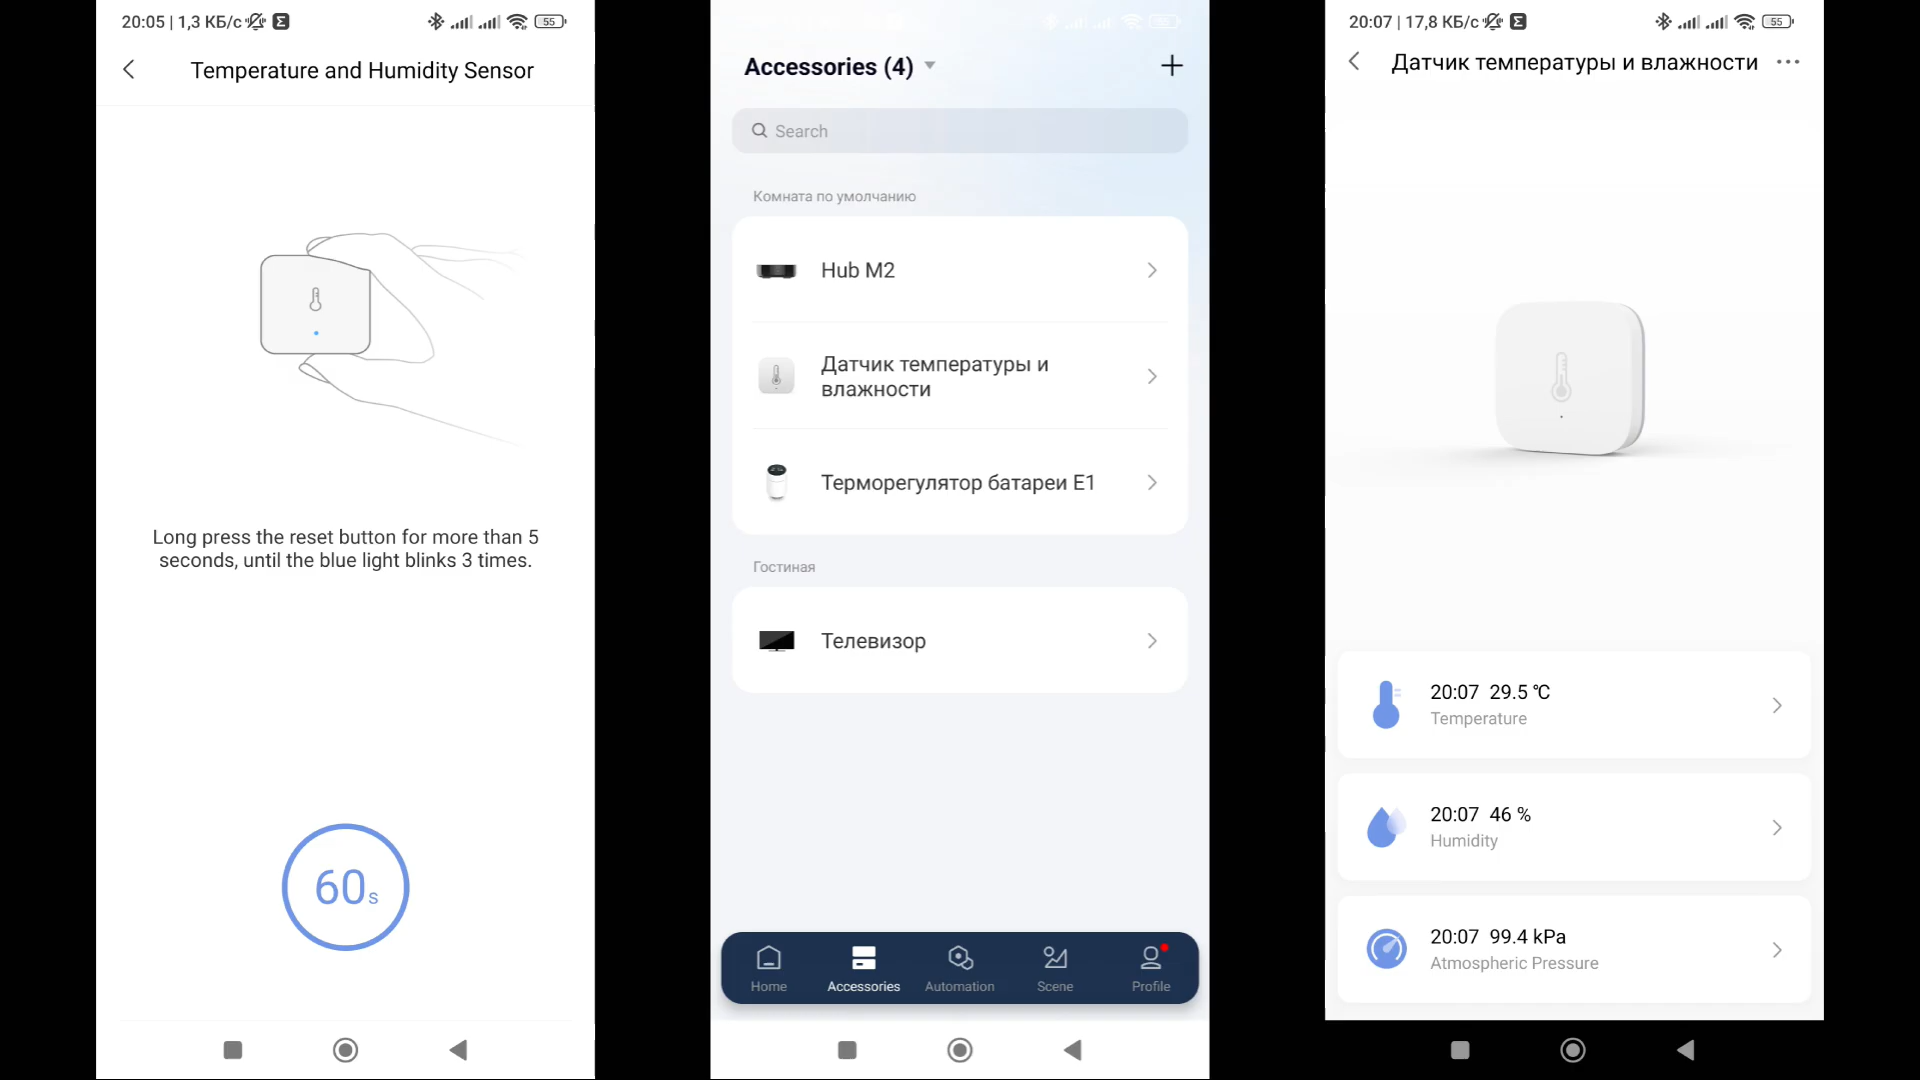 20:05 | 1,3 КБ/с
55
Temperature and Humidity Sensor
Long press the reset button for more than 5
seconds, until the blue light blinks 3 times.
60s
Accessories (4)
Search
Комната по умолчанию
Hub M2
Датчик температуры и
влажности
Терморегулятор батареи E1
Гостиная
Телевизор
Home
Accessories
Automation
Scene
Profile
20:07 | 17,8 КБ/с
55
Датчик температуры и влажности
20:07 29.5 ℃
Temperature
20:07 46 %
Humidity
20:07 99.4 kPa
Atmospheric Pressure